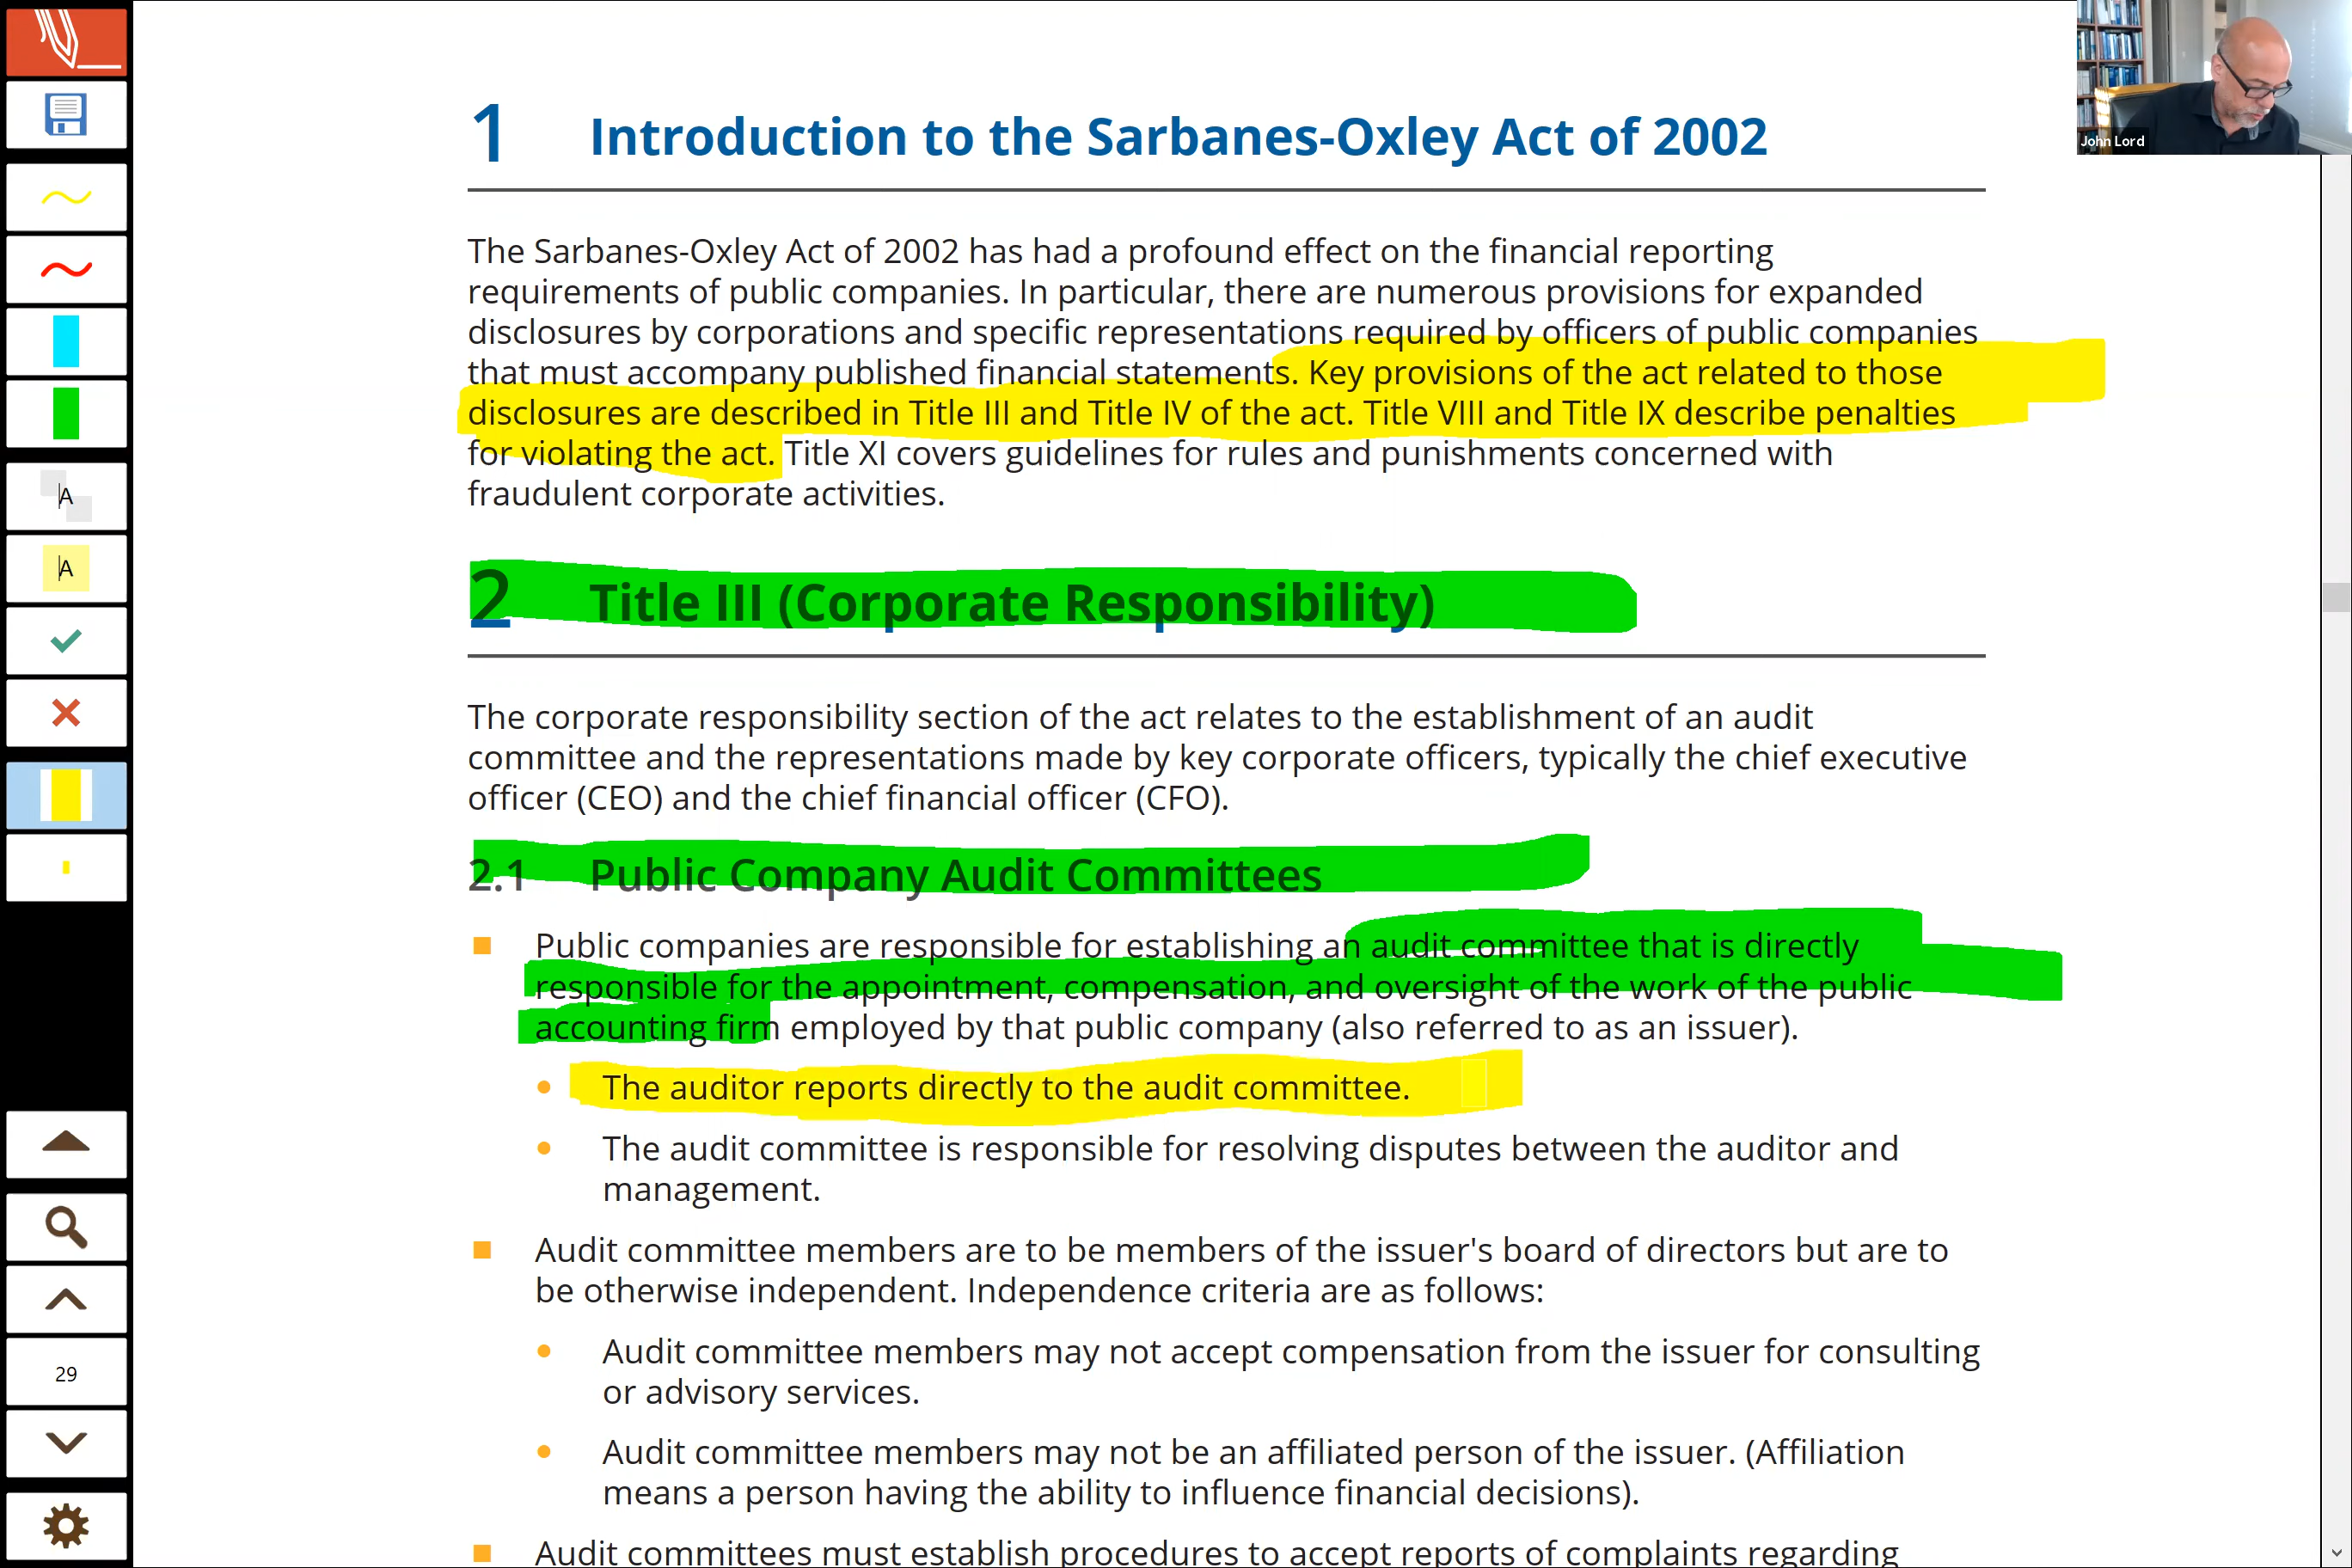 1 Introduction to the Sarbanes-Oxley Act of 2002
John Lord
The Sarbanes-Oxley Act of 2002 has had a profound effect on the financial reporting
requirements of public companies. In particular, there are numerous provisions for expanded
disclosures by corporations and specific representations required by officers of public companies
that must accompany published financial statements. Key provisions of the act related to those
disclosures are described in Title III and Title IV of the act. Title VIII and Title IX describe penalties
for violating the act. Title XI covers guidelines for rules and punishments concerned with
fraudulent corporate activities.
2 Title III (Corporate Responsibility)
The corporate responsibility section of the act relates to the establishment of an audit
committee and the representations made by key corporate officers, typically the chief executive
officer (CEO) and the chief financial officer (CFO).
2.1 Public Company Audit Committees
Public companies are responsible for establishing an audit committee that is directly
responsible for the appointment, compensation, and oversight of the work of the public
accounting firm employed by that public company (also referred to as an issuer).
The auditor reports directly to the audit committee.
The audit committee is responsible for resolving disputes between the auditor and
management.
Audit committee members are to be members of the issuer's board of directors but are to
be otherwise independent. Independence criteria are as follows:
Audit committee members may not accept compensation from the issuer for consulting
or advisory services.
Audit committee members may not be an affiliated person of the issuer. (Affiliation
means a person having the ability to influence financial decisions).
Audit committees must establish procedures to accept reports of complaints regarding
A
A
29